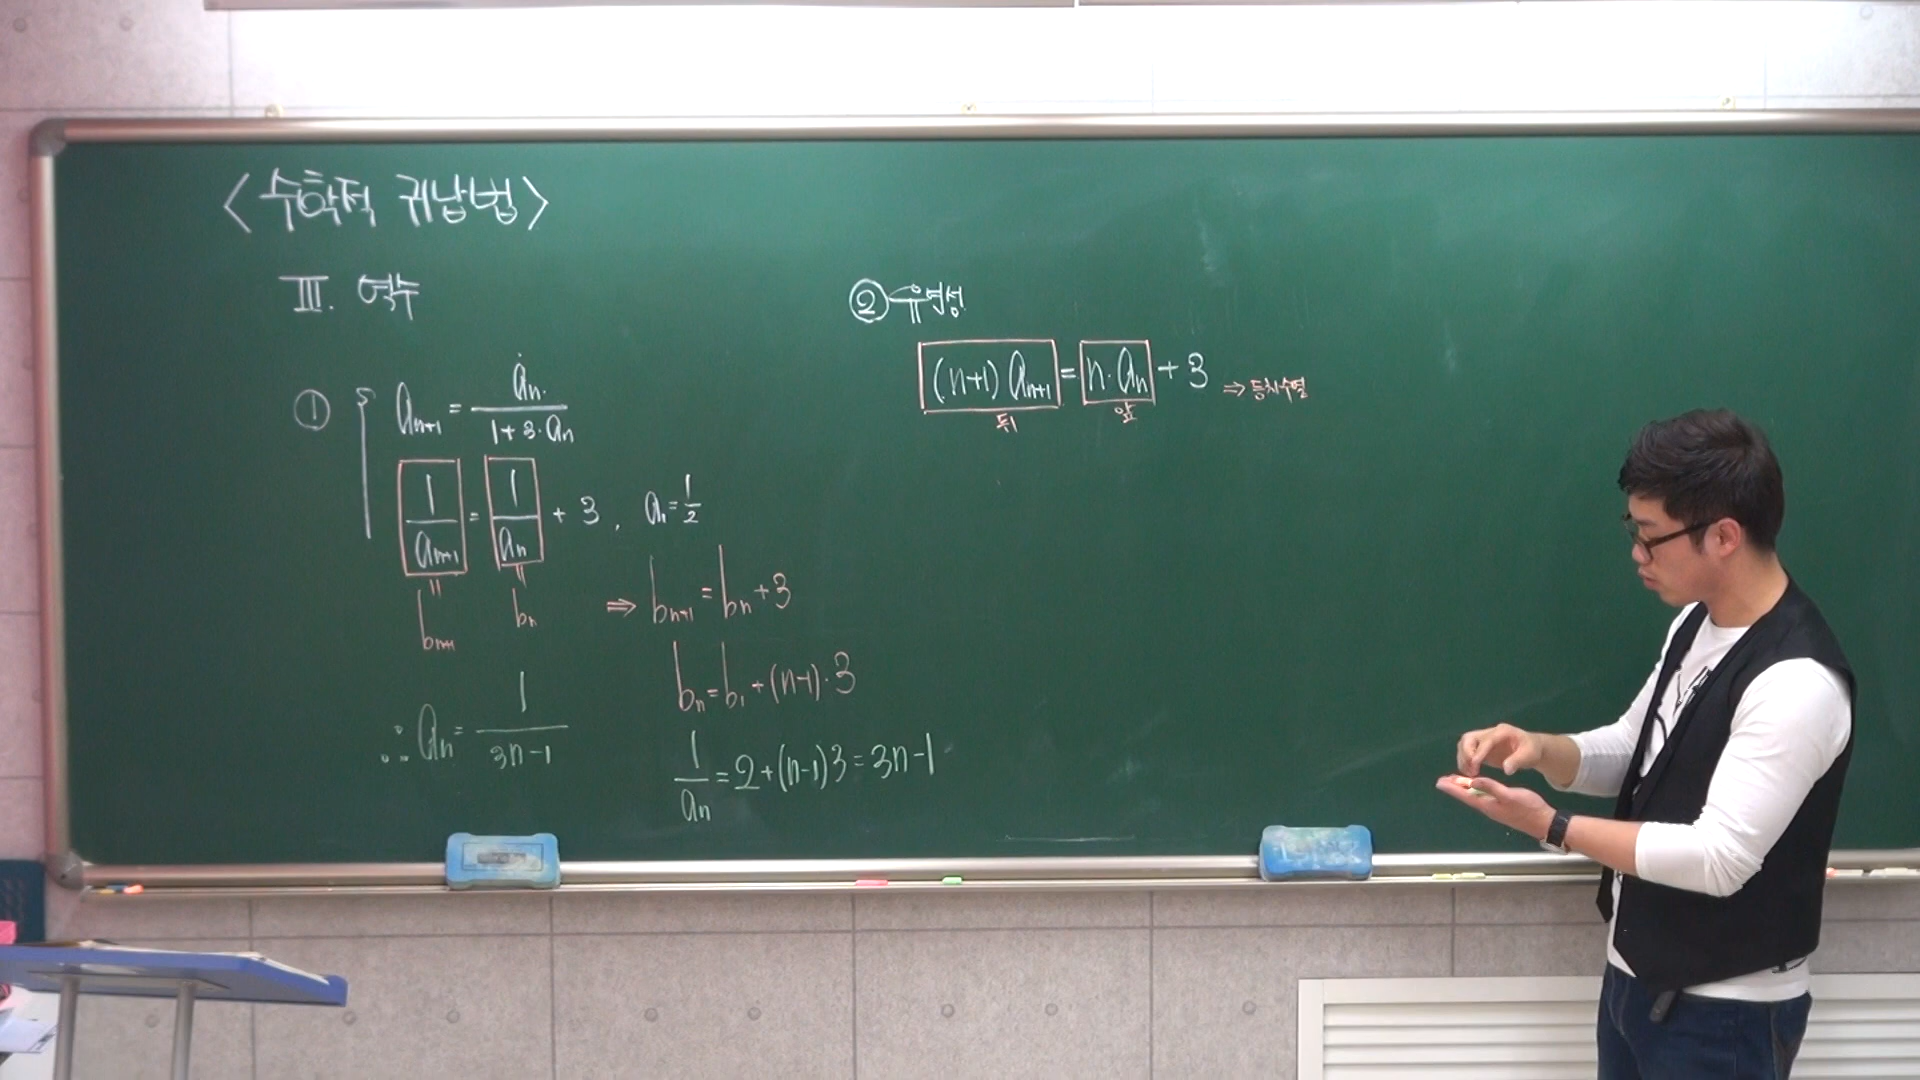 <수학적 귀납법>
III. 역수
① aₙ₊₁ = aₙ / (1+3·aₙ)
1/aₙ₊₁ = 1/aₙ + 3, a₁ = 1/2
bₙ₊₁ bₙ ⇒ bₙ₊₁ = bₙ + 3
bₙ = b₁ + (n-1)·3
1/aₙ = 2 + (n-1)3 = 3n-1
∴ aₙ = 1/(3n-1)
② 유형성
(n+1) aₙ₊₁ = n·aₙ + 3 ⇒ 등차수열
뒤 앞